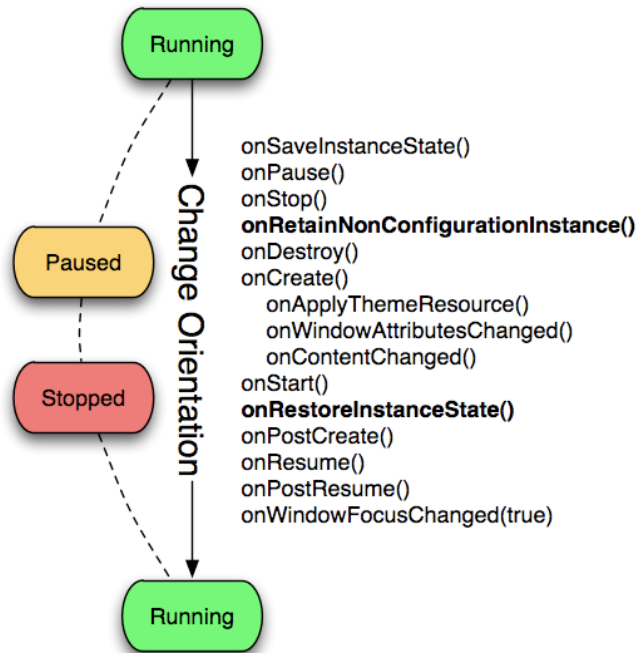 Running
onSaveInstanceState()
onPause()
onStop()
onRetainNonConfigurationInstance()
onDestroy()
onCreate()
onApplyThemeResource()
onWindowAttributesChanged()
onContentChanged()
onStart()
onRestoreInstanceState()
onPostCreate()
onResume()
onPostResume()
onWindowFocusChanged(true)
Change Orientation
Paused
Stopped
Running